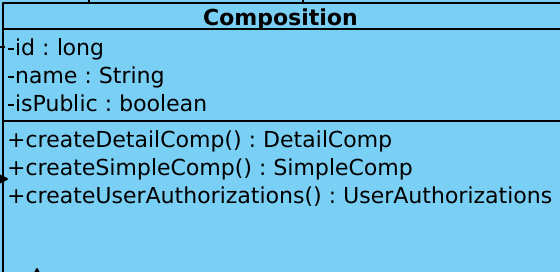 Composition
-id : long
-name : String
-isPublic : boolean
+createDetailComp() : DetailComp
+createSimpleComp() : SimpleComp
+createUserAuthorizations() : UserAuthorizations